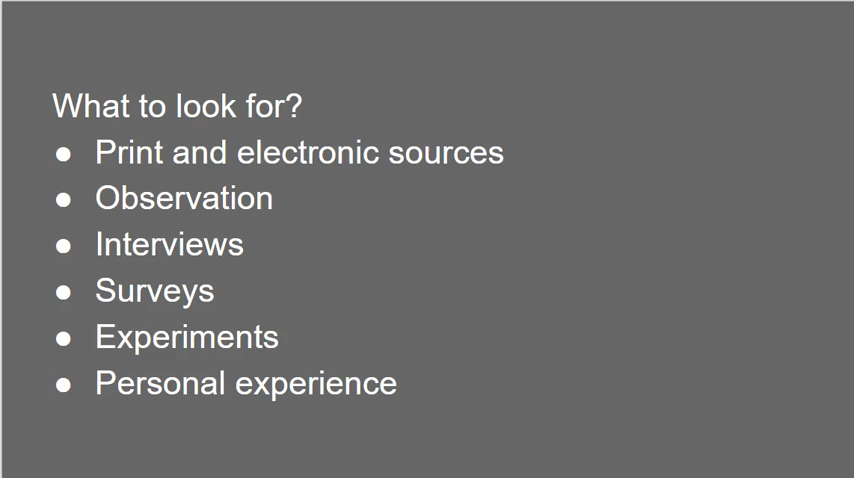 What to look for?
● Print and electronic sources
● Observation
● Interviews
● Surveys
● Experiments
● Personal experience